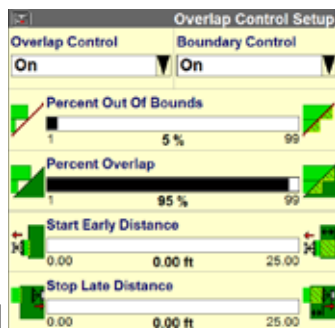 Overlap Control Setup
Overlap Control Boundary Control
On On
Percent Out Of Bounds
1 5 % 99
Percent Overlap
1 95 % 99
Start Early Distance
0.00 0.00 ft 25.00
Stop Late Distance
0.00 0.00 ft 25.00